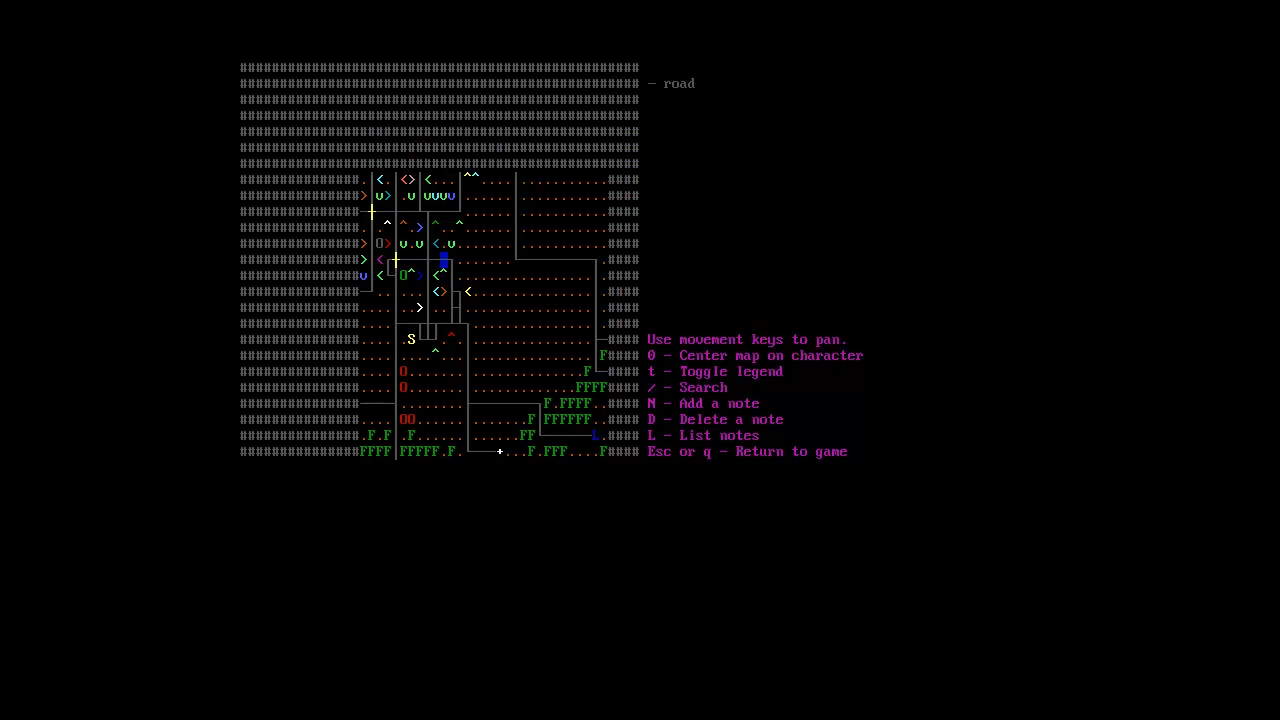 ─ road
Use movement keys to pan.
0 ─ Center map on character
t ─ Toggle legend
/ ─ Search
N ─ Add a note
D ─ Delete a note
L ─ List notes
Esc or q ─ Return to game